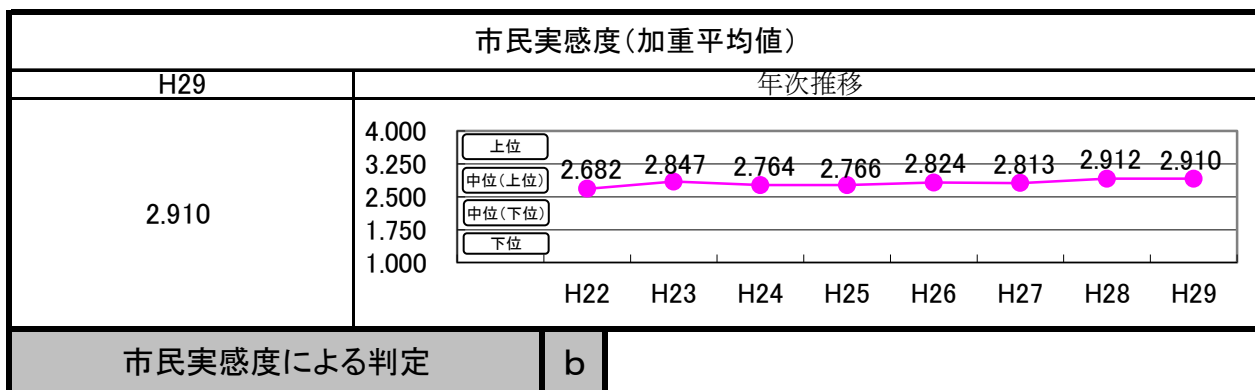 市民実感度(加重平均値)
H29 年次推移
2.910
4.000
3.250
2.500
1.750
1.000
上位
中位(上位)
中位(下位)
下位
2.682 2.847 2.764 2.766 2.824 2.813 2.912 2.910
H22 H23 H24 H25 H26 H27 H28 H29
市民実感度による判定 b